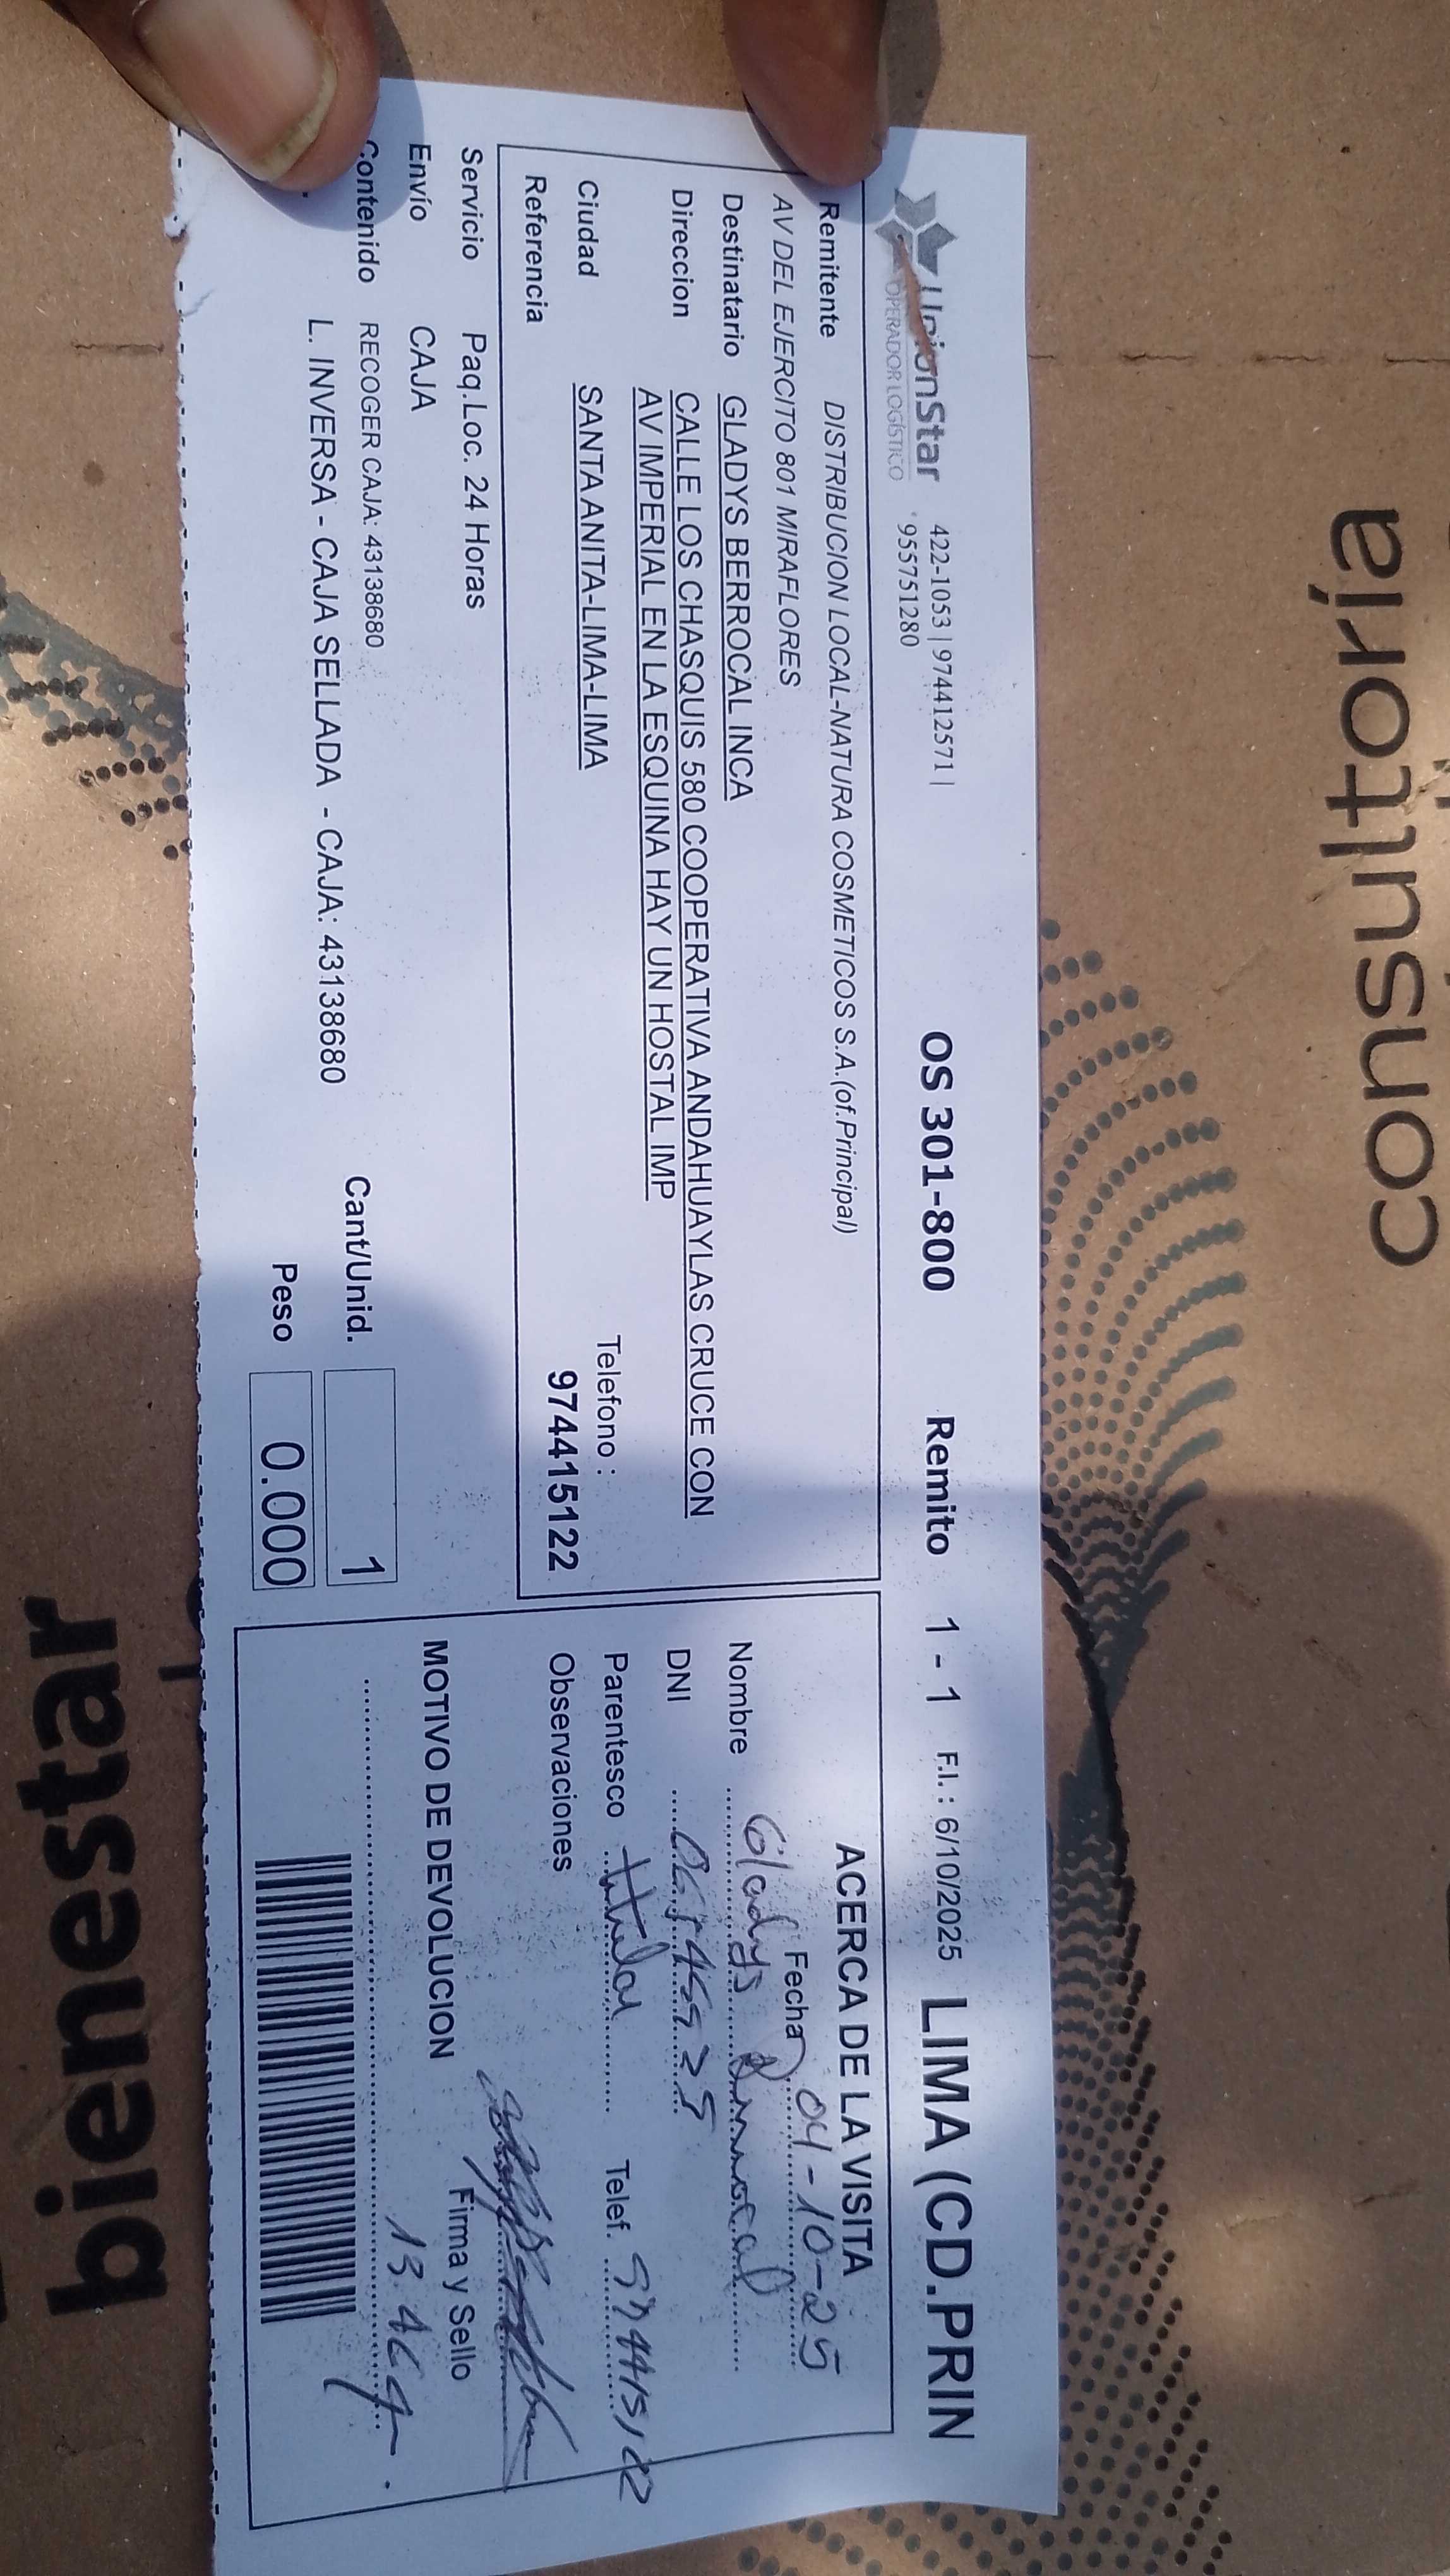 UnionStar
OPERADOR LOGÍSTICO
422-1053 | 974412571 |
955751280
OS 301-800
Remito 1 - 1
F.I. : 6/10/2025
LIMA (CD.PRIN
Remitente DISTRIBUCION LOCAL-NATURA COSMETICOS S.A.(of.Principal)
AV DEL EJERCITO 801 MIRAFLORES
Destinatario GLADYS BERROCAL INCA
Direccion CALLE LOS CHASQUIS 580 COOPERATIVA ANDAHUAYLAS CRUCE CON
AV IMPERIAL EN LA ESQUINA HAY UN HOSTAL IMP
Ciudad SANTA ANITA-LIMA-LIMA
Telefono :
974415122
Referencia
Servicio Paq.Loc. 24 Horas
Envío CAJA
Contenido RECOGER CAJA: 43138680
L. INVERSA - CAJA SELLADA - CAJA: 43138680
Cant/Unid. 1
Peso 0.000
ACERCA DE LA VISITA
Fecha 04-10-25
Nombre Gladys Berrocal
DNI
Parentesco titular
Telef. 974415122
Observaciones
MOTIVO DE DEVOLUCION
Firma y Sello
consultoría
bienestar